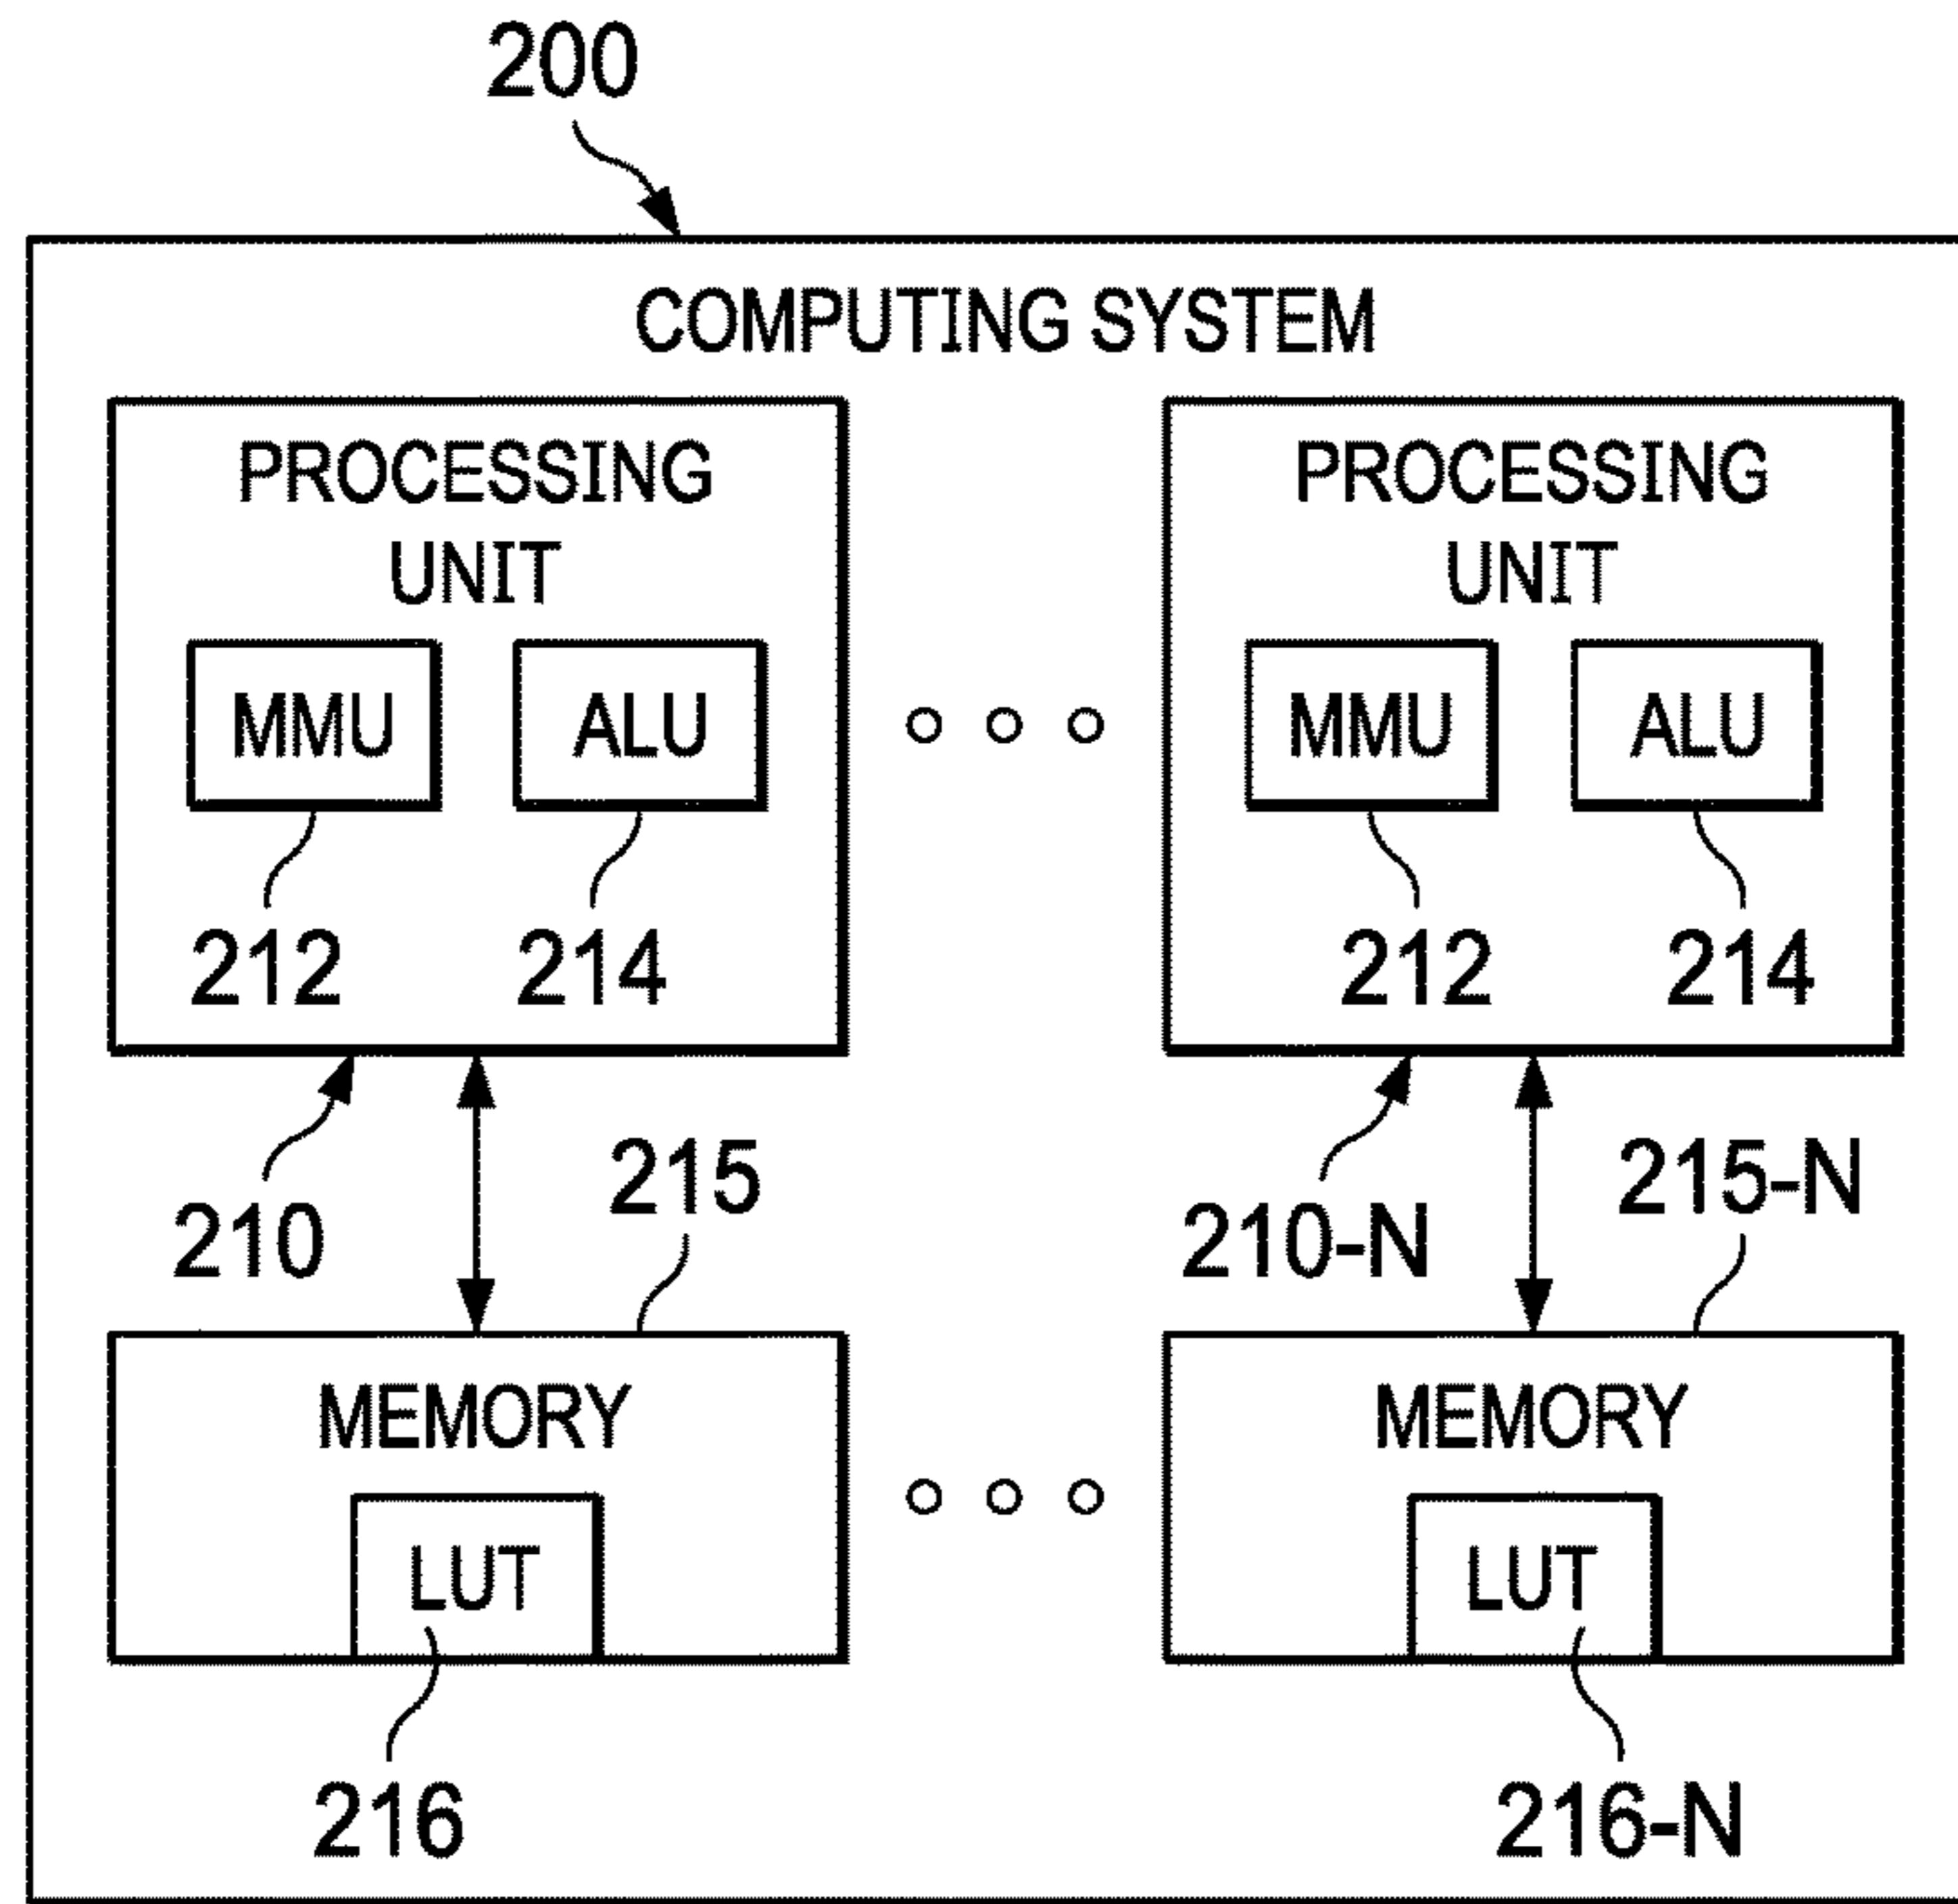 200
COMPUTING SYSTEM
PROCESSING
UNIT
MMU
ALU
212
214
PROCESSING
UNIT
MMU
ALU
212
214
210
215
210-N
215-N
MEMORY
LUT
216
MEMORY
LUT
216-N